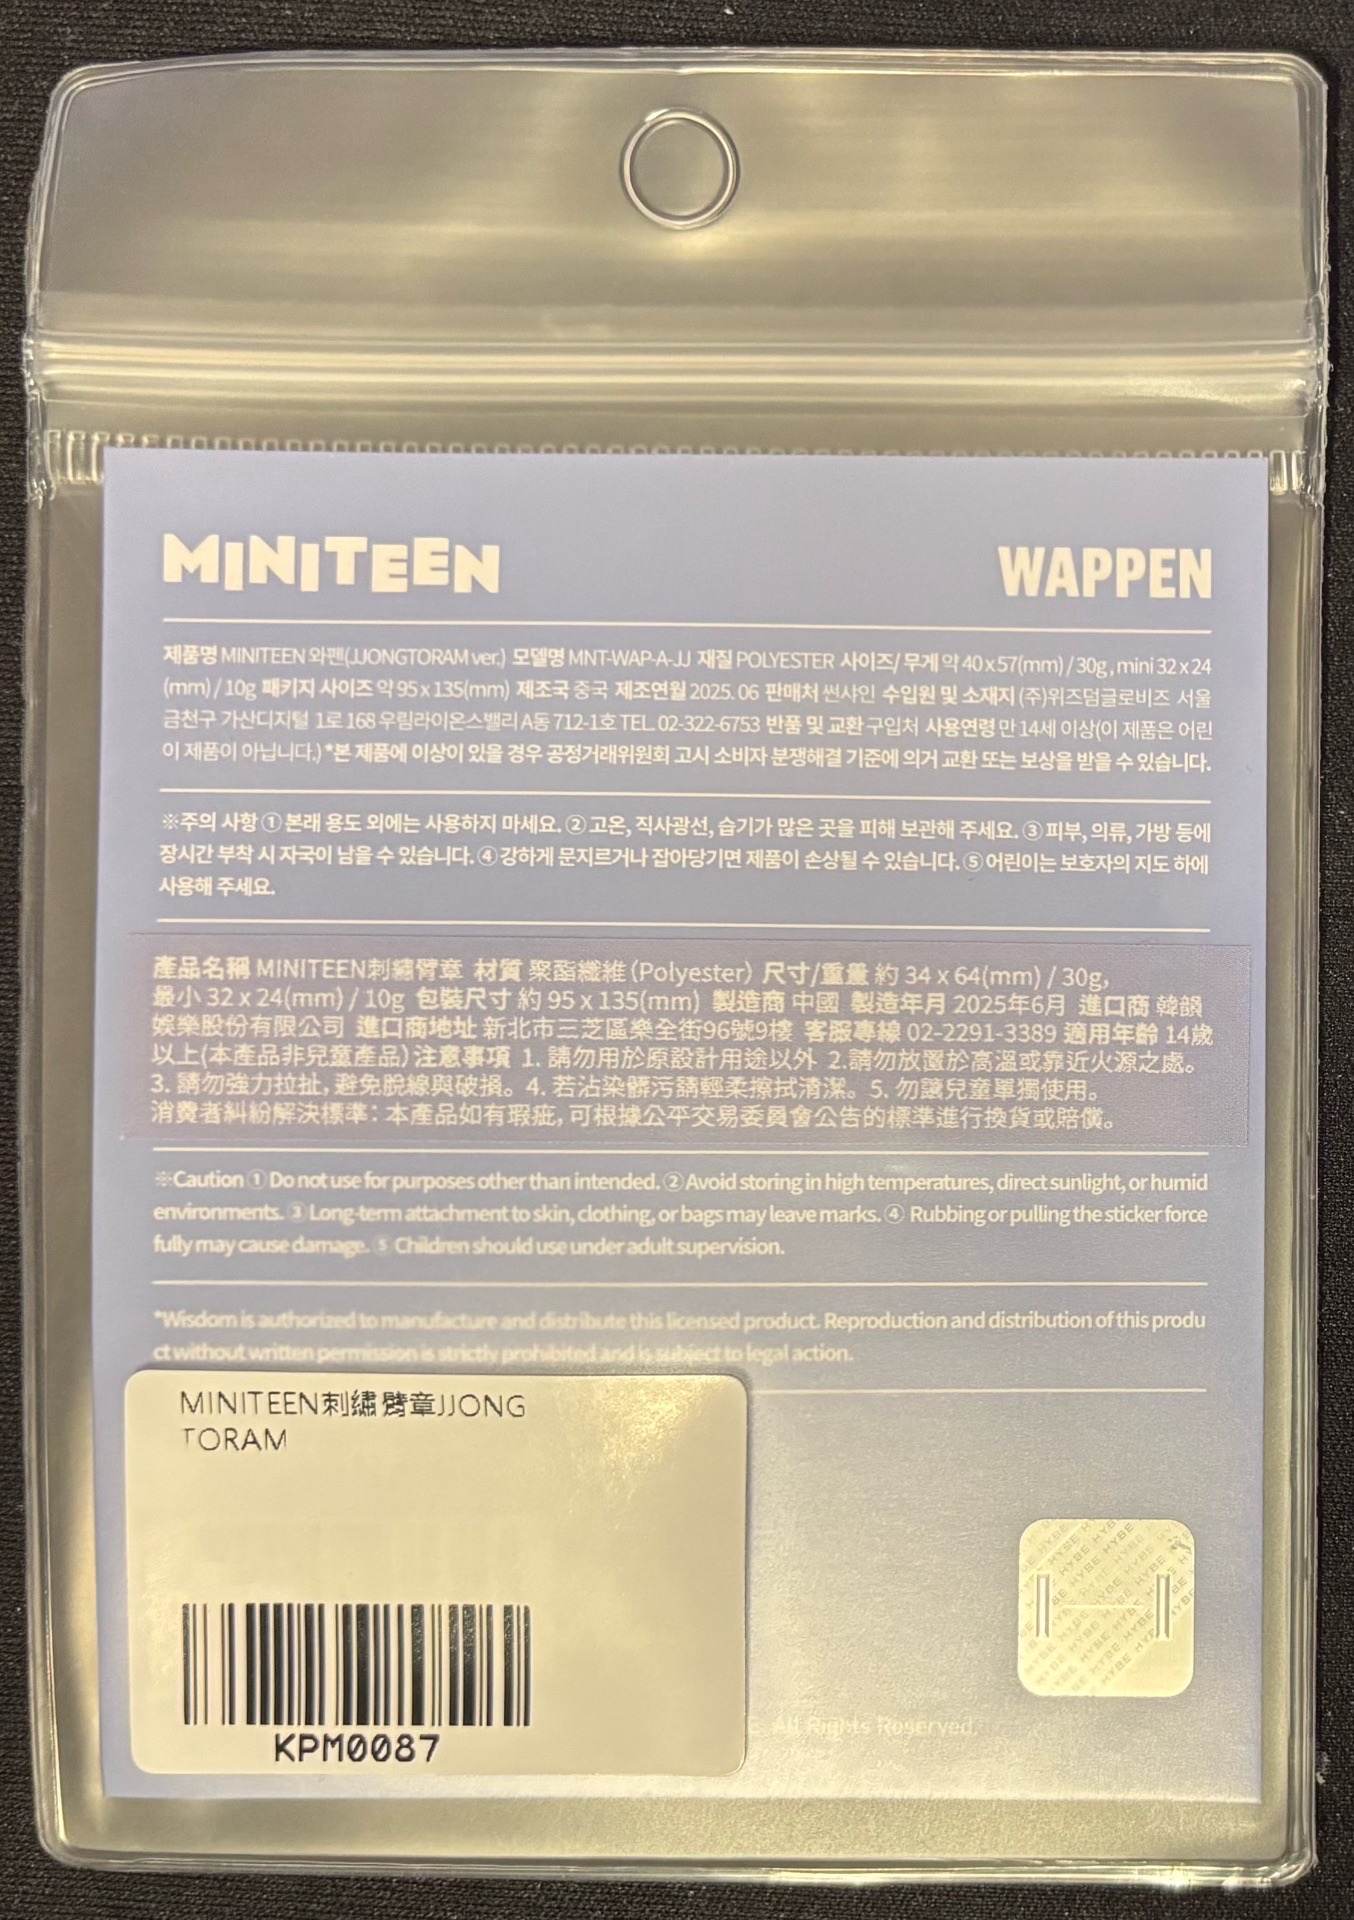 MINITEEN
WAPPEN
제품명 MINITEEN 와펜(JJONGTORAM ver.) 모델명 MNT-WAP-A-JJ 재질 POLYESTER 사이즈/ 무게 약 40 x 57(mm) / 30g , mini 32 x 24
(mm) / 10g 패키지 사이즈 약 95 x 135(mm) 제조국 중국 제조연월 2025. 06 판매처 썬샤인 수입원 및 소재지 (주)위즈덤글로비즈 서울
금천구 가산디지털 1로 168 우림라이온스밸리 A동 712-1호 TEL. 02-322-6753 반품 및 교환 구입처 사용연령 만 14세 이상(이 제품은 어린
이 제품이 아닙니다.) *본 제품에 이상이 있을 경우 공정거래위원회 고시 소비자 분쟁해결 기준에 의거 교환 또는 보상을 받을 수 있습니다.
※주의 사항 ① 본래 용도 외에는 사용하지 마세요. ② 고온, 직사광선, 습기가 많은 곳을 피해 보관해 주세요. ③ 피부, 의류, 가방 등에
장시간 부착 시 자국이 남을 수 있습니다. ④ 강하게 문지르거나 잡아당기면 제품이 손상될 수 있습니다. ⑤ 어린이는 보호자의 지도 하에
사용해 주세요.
產品名稱 MINITEEN刺繡臂章 材質 聚酯纖維(Polyester) 尺寸/重量 約 34 x 64(mm) / 30g,
最小 32 x 24(mm) / 10g 包裝尺寸 約 95 x 135(mm) 製造商 中國 製造年月 2025年6月 進口商 韓韻
娛樂股份有限公司 進口商地址 新北市三芝區樂全街96號9樓 客服專線 02-2291-3389 適用年齡 14歲
以上(本產品非兒童產品) 注意事項 1. 請勿用於原設計用途以外 2.請勿放置於高溫或靠近火源之處。
3. 請勿強力拉扯, 避免脫線與破損。4. 若沾染髒污請輕柔擦拭清潔。5. 勿讓兒童單獨使用。
消費者糾紛解決標準: 本產品如有瑕疵, 可根據公平交易委員會公告的標準進行換貨或賠償。
※Caution ① Do not use for purposes other than intended. ② Avoid storing in high temperatures, direct sunlight, or humid
environments. ③ Long-term attachment to skin, clothing, or bags may leave marks. ④ Rubbing or pulling the sticker force
fully may cause damage. ⑤ Children should use under adult supervision.
*Wisdom is authorized to manufacture and distribute this licensed product. Reproduction and distribution of this produ
ct without written permission is strictly prohibited and is subject to legal action.
MINITEEN刺繡臂章JJONG
TORAM
KPM0087
HYBE
All Rights Reserved.